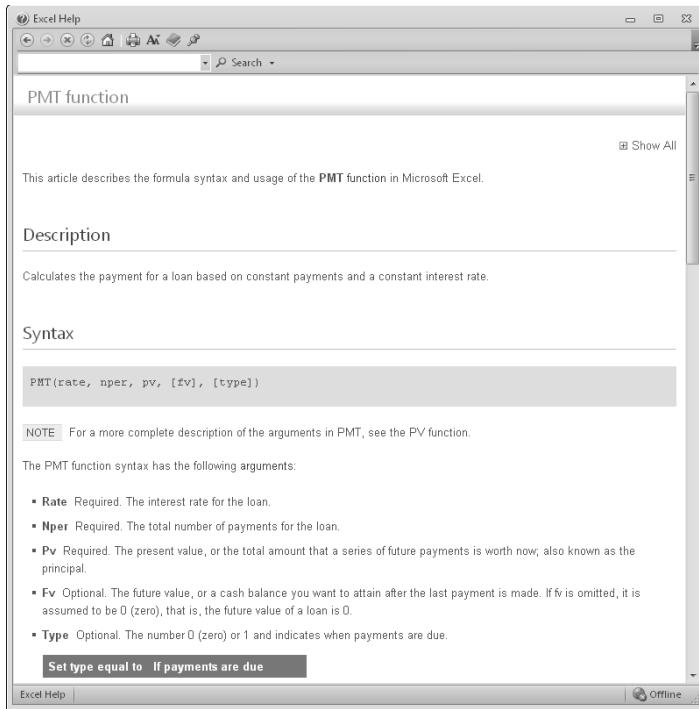 Excel Help
Search
PMT function
Show All
This article describes the formula syntax and usage of the PMT function in Microsoft Excel.
Description
Calculates the payment for a loan based on constant payments and a constant interest rate.
Syntax
PMT(rate, nper, pv, [fv], [type])
NOTE For a more complete description of the arguments in PMT, see the PV function.
The PMT function syntax has the following arguments:
▪ Rate Required. The interest rate for the loan.
▪ Nper Required. The total number of payments for the loan.
▪ Pv Required. The present value, or the total amount that a series of future payments is worth now; also known as the
principal.
▪ Fv Optional. The future value, or a cash balance you want to attain after the last payment is made. If fv is omitted, it is
assumed to be 0 (zero), that is, the future value of a loan is 0.
▪ Type Optional. The number 0 (zero) or 1 and indicates when payments are due.
Set type equal to If payments are due
Excel Help Offline